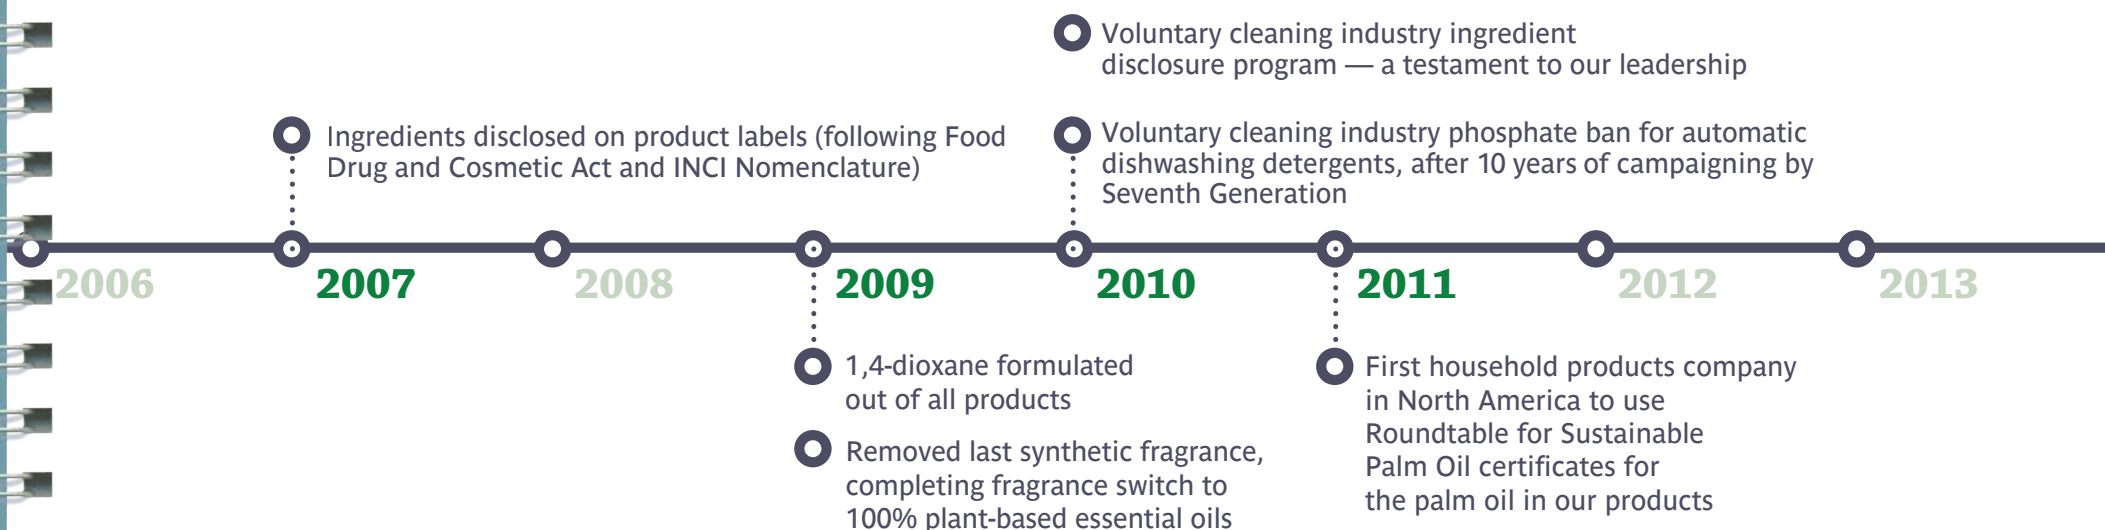 Voluntary cleaning industry ingredient
disclosure program — a testament to our leadership
Ingredients disclosed on product labels (following Food
Drug and Cosmetic Act and INCI Nomenclature)
Voluntary cleaning industry phosphate ban for automatic
dishwashing detergents, after 10 years of campaigning by
Seventh Generation
2006
2007
2008
2009
2010
2011
2012
2013
1,4-dioxane formulated
out of all products
Removed last synthetic fragrance,
completing fragrance switch to
100% plant-based essential oils
First household products company
in North America to use
Roundtable for Sustainable
Palm Oil certificates for
the palm oil in our products